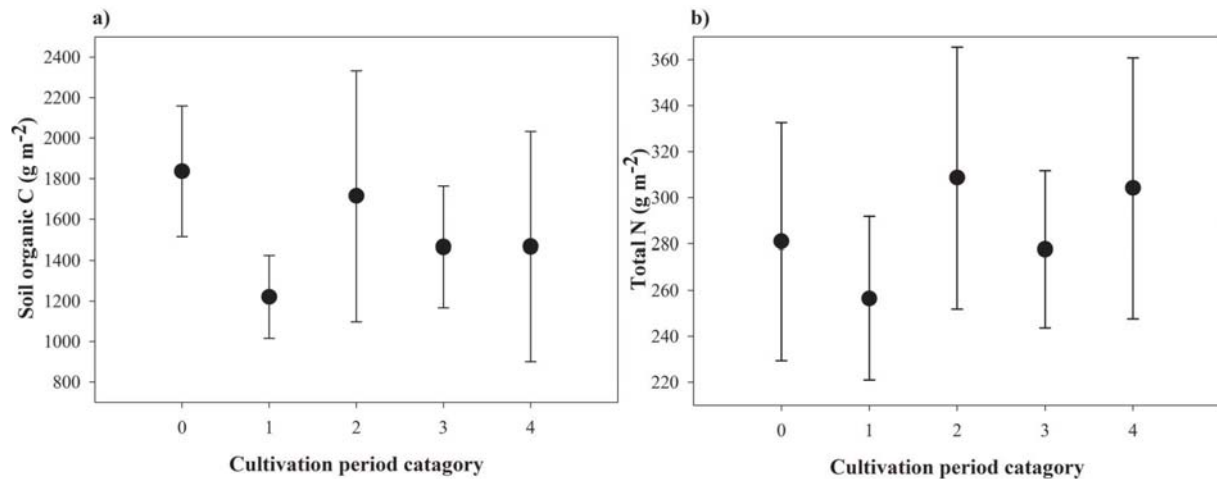 a)
Soil organic C (g m-2)
2400
2200
2000
1800
1600
1400
1200
1000
800
0 1 2 3 4
Cultivation period catagory
b)
Total N (g m-2)
360
340
320
300
280
260
240
220
0 1 2 3 4
Cultivation period catagory